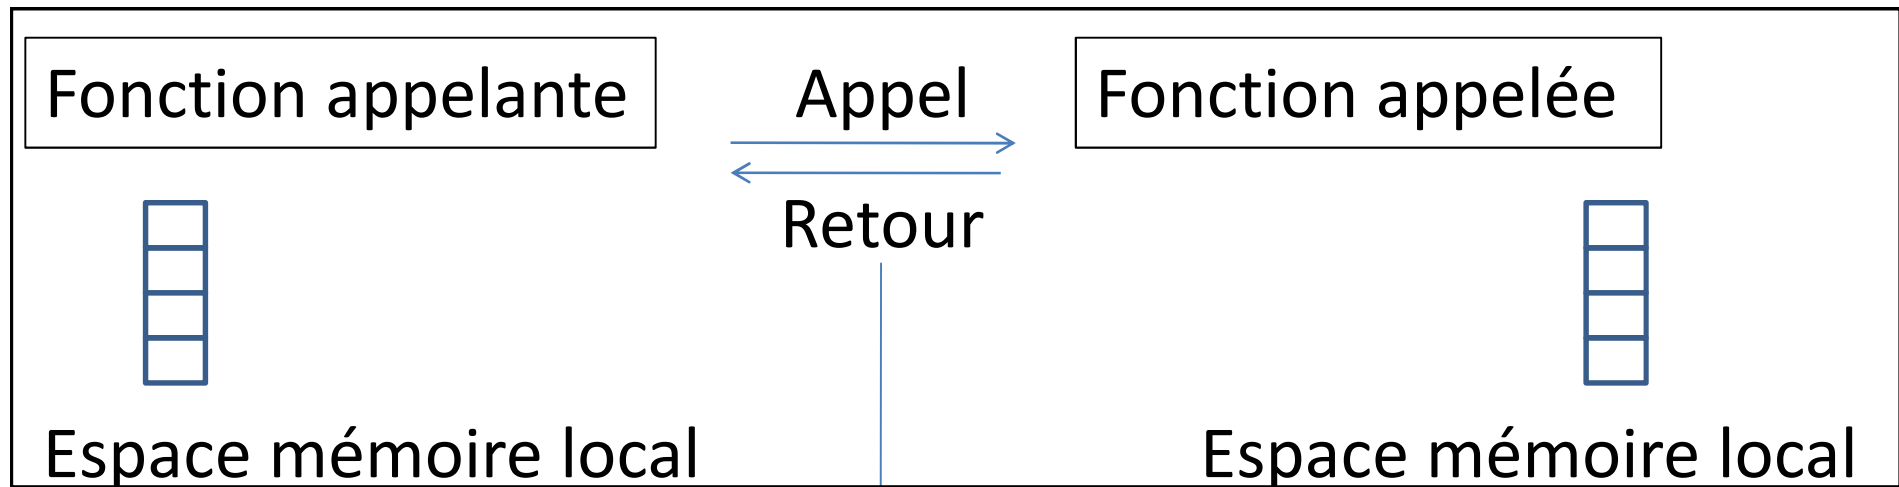 Fonction appelante
Appel
Fonction appelée
Retour
Espace mémoire local
Espace mémoire local